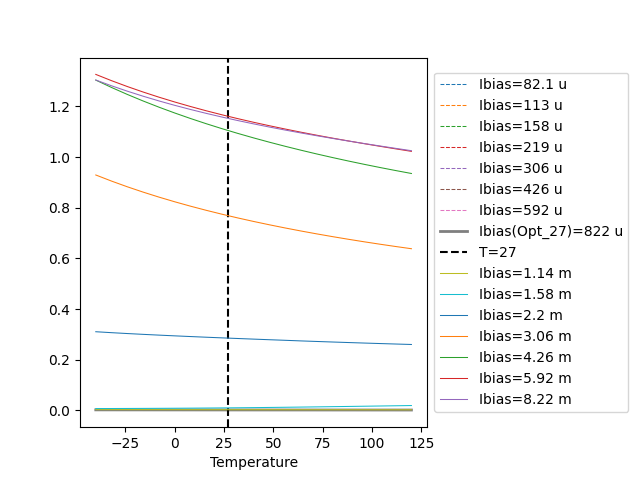 1.2
1.0
0.8
0.6
0.4
0.2
0.0
−25 0 25 50 75 100 125
Temperature
Ibias=82.1 u
Ibias=113 u
Ibias=158 u
Ibias=219 u
Ibias=306 u
Ibias=426 u
Ibias=592 u
Ibias(Opt_27)=822 u
T=27
Ibias=1.14 m
Ibias=1.58 m
Ibias=2.2 m
Ibias=3.06 m
Ibias=4.26 m
Ibias=5.92 m
Ibias=8.22 m